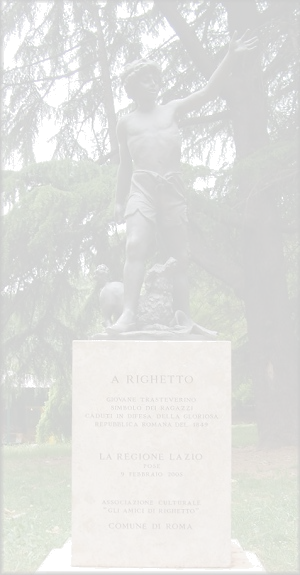 A RIGHETTO
GIOVANE TRASTEVERINO
SIMBOLO DEI RAGAZZI
CADUTI IN DIFESA DELLA GLORIOSA
REPUBBLICA ROMANA DEL 1849
LA REGIONE LAZIO
POSE
9 FEBBRAIO 2005
ASSOCIAZIONE CULTURALE
"GLI AMICI DI RIGHETTO"
COMUNE DI ROMA